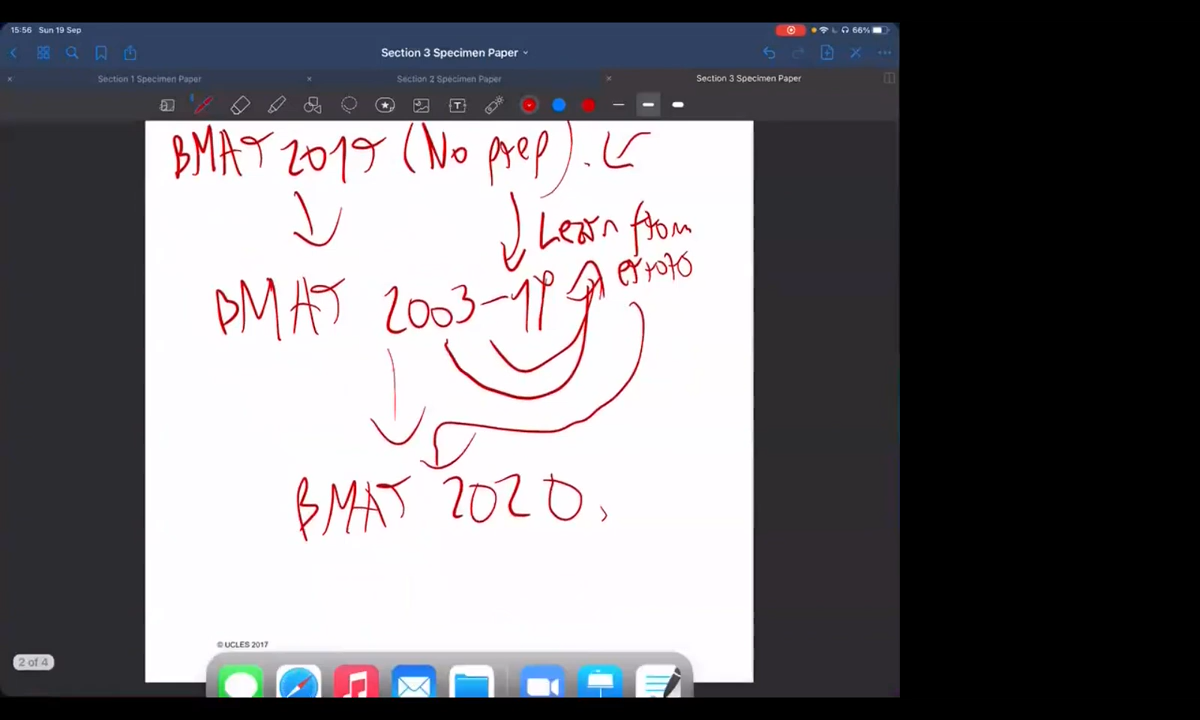 15:56 Sun 19 Sep
66%
Section 3 Specimen Paper
Section 1 Specimen Paper
Section 2 Specimen Paper
Section 3 Specimen Paper
BMAT 2019 (No prep).
Learn from
errors
BMAT 2003-19
BMAT 2020
© UCLES 2017
2 of 4